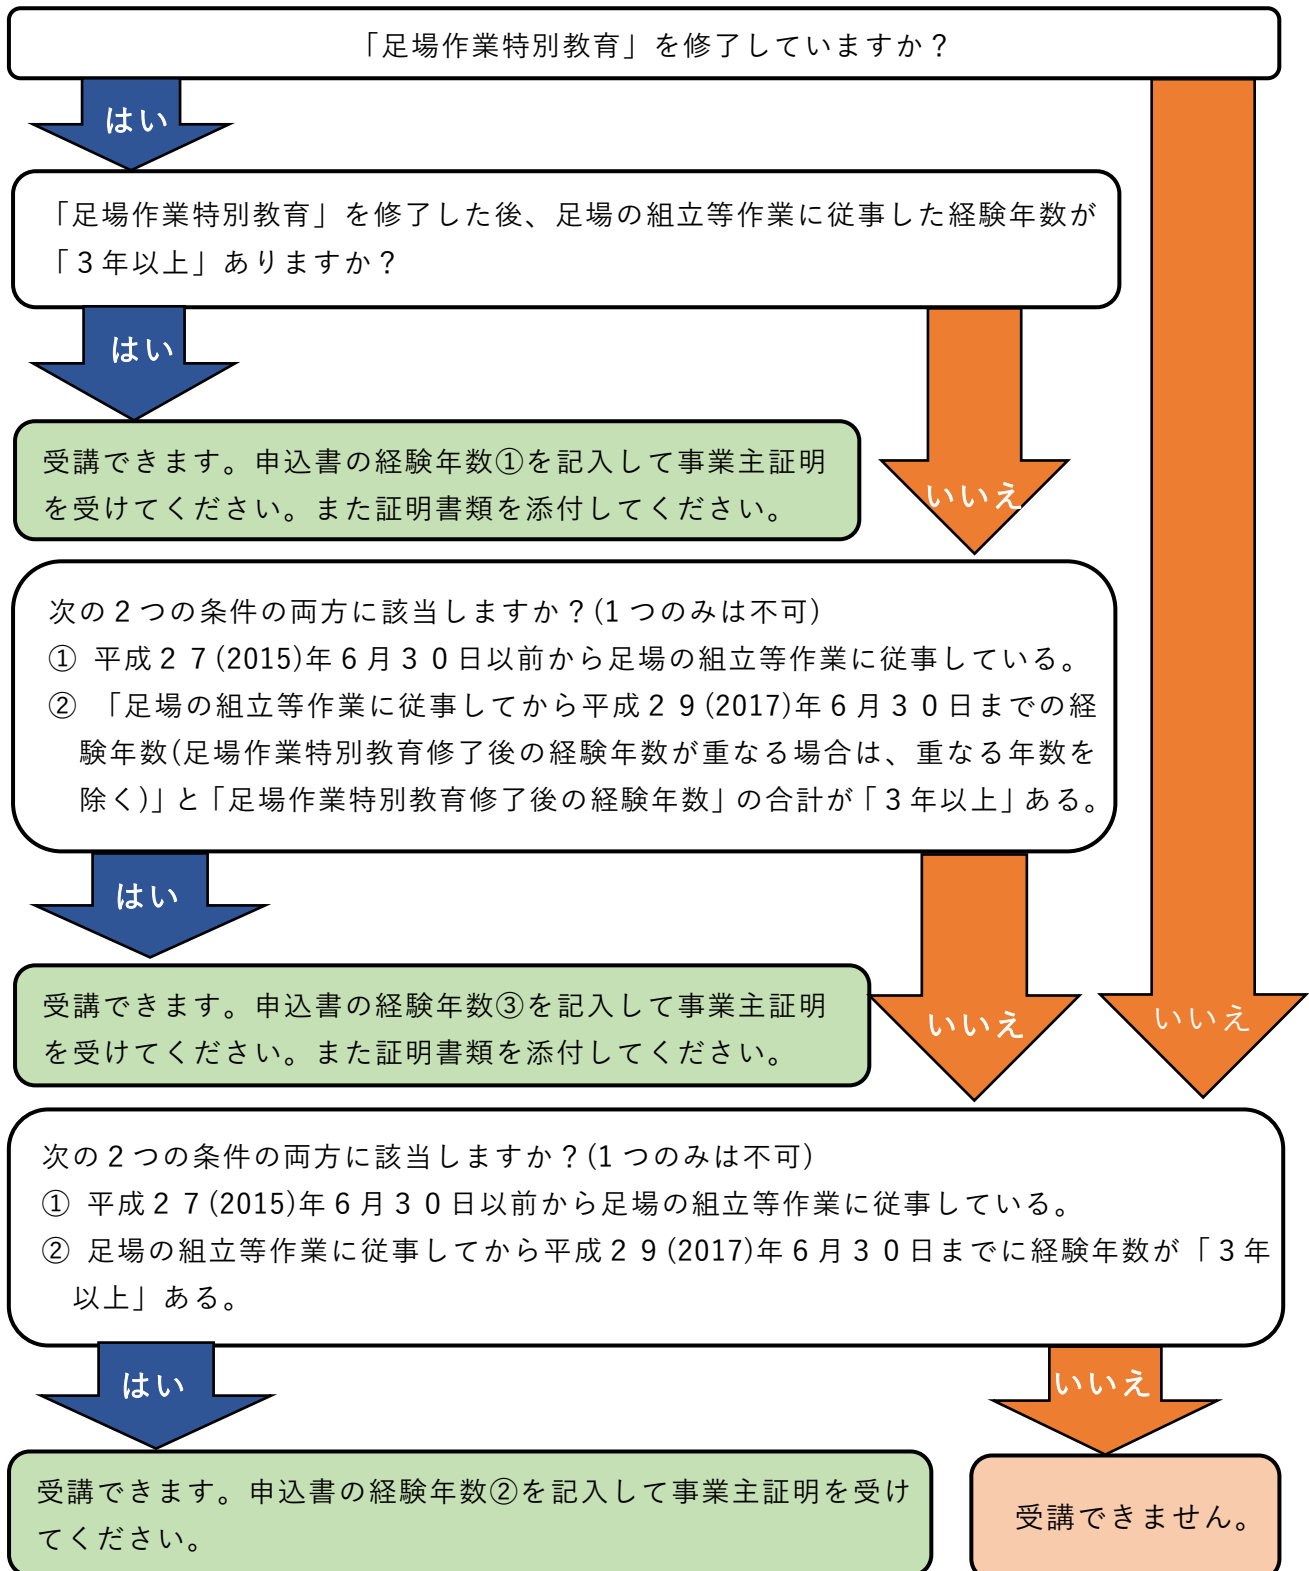 「足場作業特別教育」を修了していますか？
はい
「足場作業特別教育」を修了した後、足場の組立等作業に従事した経験年数が
「３年以上」ありますか？
はい
受講できます。申込書の経験年数①を記入して事業主証明
を受けてください。また証明書類を添付してください。
いいえ
次の２つの条件の両方に該当しますか？(1つのみは不可)
① 平成２７(2015)年６月３０日以前から足場の組立等作業に従事している。
② 「足場の組立等作業に従事してから平成２９(2017)年６月３０日までの経
験年数(足場作業特別教育修了後の経験年数が重なる場合は、重なる年数を
除く)」と「足場作業特別教育修了後の経験年数」の合計が「３年以上」ある。
はい
受講できます。申込書の経験年数③を記入して事業主証明
を受けてください。また証明書類を添付してください。
いいえ
いいえ
次の２つの条件の両方に該当しますか？(1つのみは不可)
① 平成２７(2015)年６月３０日以前から足場の組立等作業に従事している。
② 足場の組立等作業に従事してから平成２９(2017)年６月３０日までに経験年数が「３年
以上」ある。
はい
いいえ
受講できます。申込書の経験年数②を記入して事業主証明を受け
てください。
受講できません。